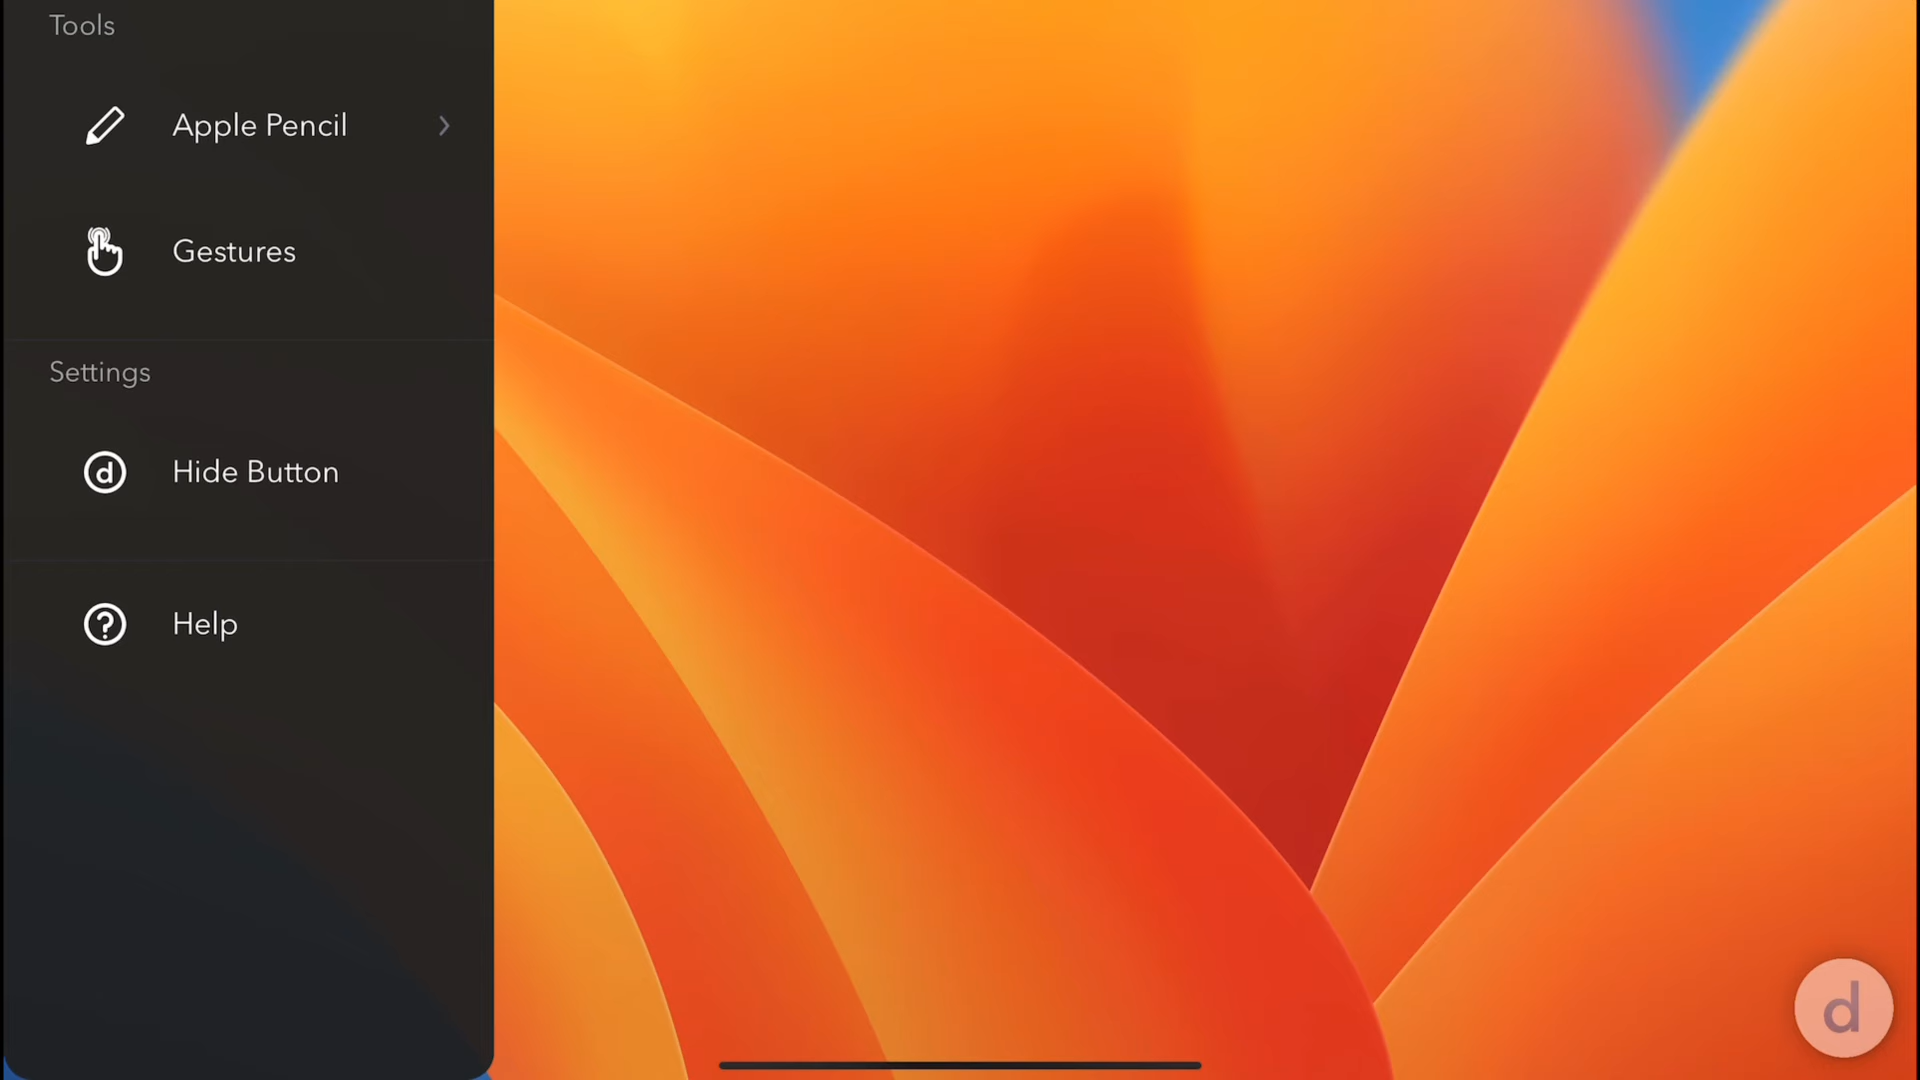 Tools
Apple Pencil
Gestures
Settings
d Hide Button
? Help
d